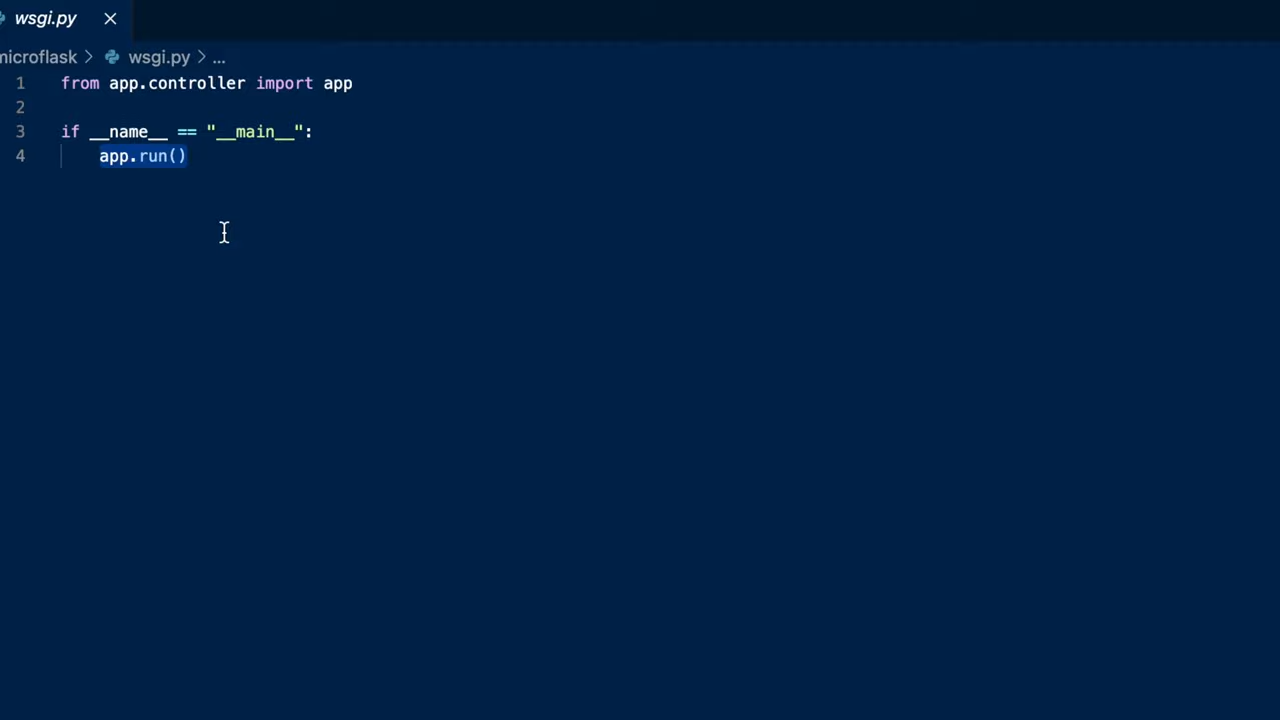 wsgi.py
microflask > wsgi.py > ...
1 from app.controller import app
2
3 if __name__ == "__main__":
4     app.run()